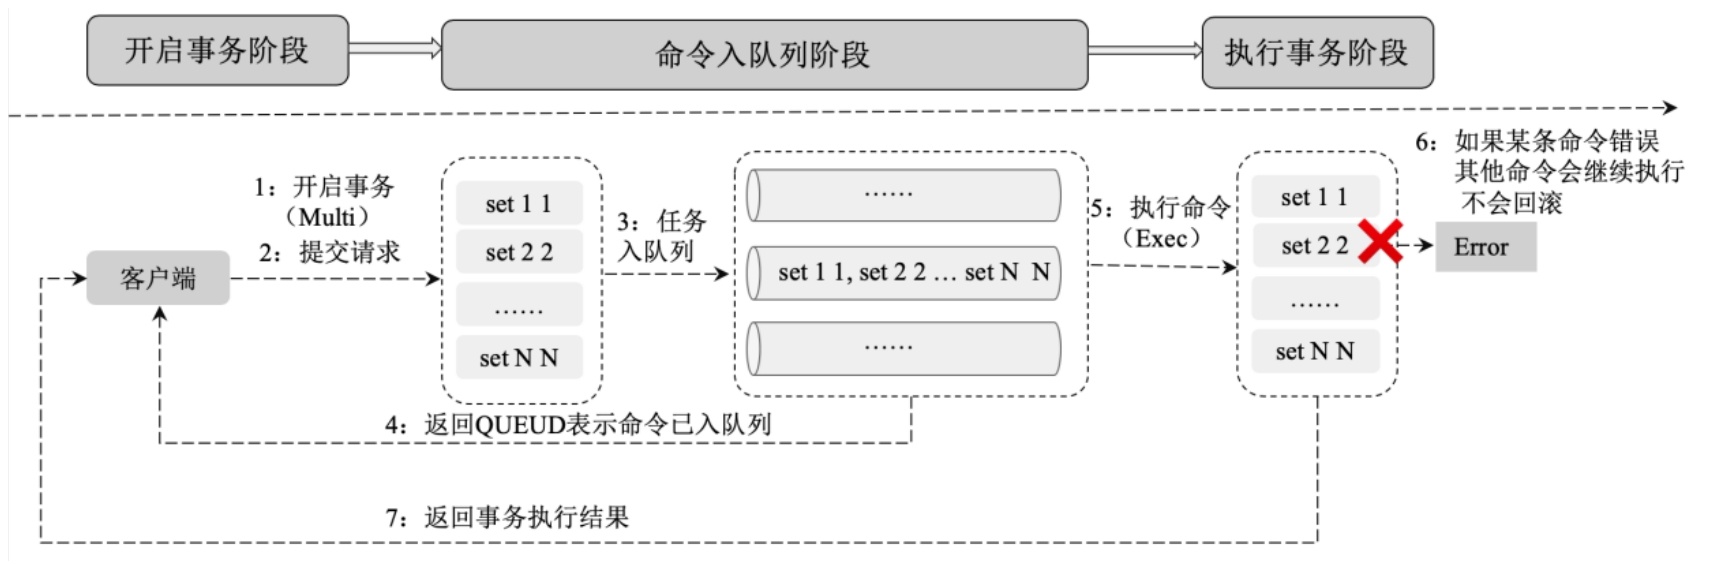 开启事务阶段
命令入队列阶段
执行事务阶段
1：开启事务
（Multi）
2：提交请求
客户端
set 1 1
set 2 2
......
set N N
3：任务
入队列
......
set 1 1, set 2 2 ... set N N
......
4：返回QUEUD表示命令已入队列
5：执行命令
（Exec）
set 1 1
set 2 2
......
set N N
6：如果某条命令错误
其他命令会继续执行
不会回滚
Error
7：返回事务执行结果